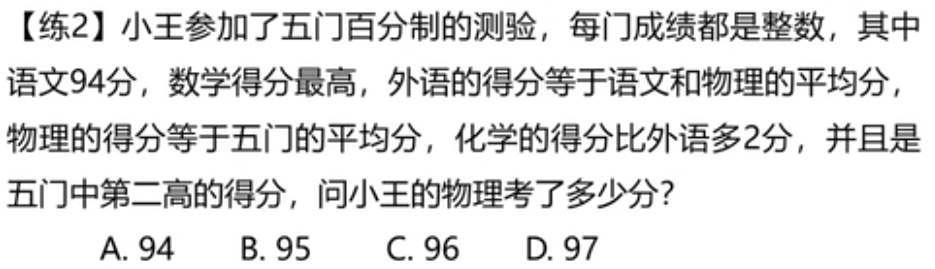 【练2】小王参加了五门百分制的测验，每门成绩都是整数，其中
语文94分，数学得分最高，外语的得分等于语文和物理的平均分，
物理的得分等于五门的平均分，化学的得分比外语多2分，并且是
五门中第二高的得分，问小王的物理考了多少分？
A. 94 B. 95 C. 96 D. 97